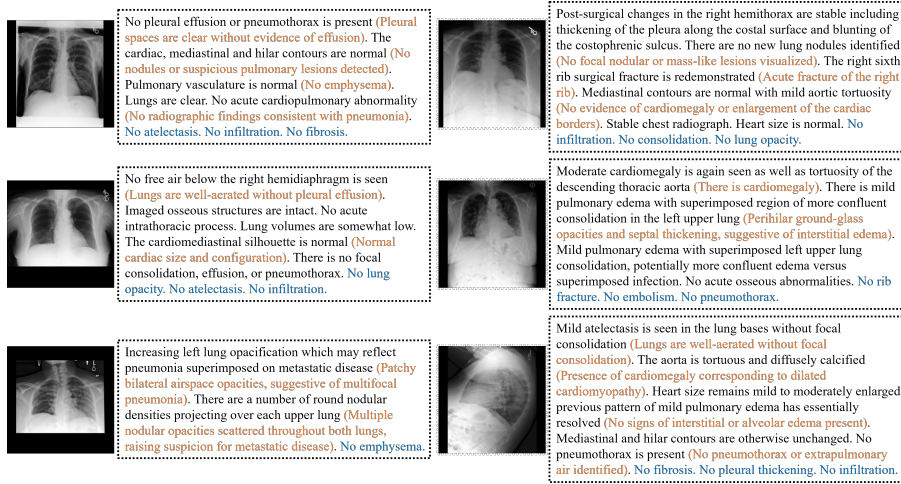 No pleural effusion or pneumothorax is present (Pleural
spaces are clear without evidence of effusion). The
cardiac, mediastinal and hilar contours are normal (No
nodules or suspicious pulmonary lesions detected).
Pulmonary vasculature is normal (No emphysema).
Lungs are clear. No acute cardiopulmonary abnormality
(No radiographic findings consistent with pneumonia).
No atelectasis. No infiltration. No fibrosis.
Post-surgical changes in the right hemithorax are stable including
thickening of the pleura along the costal surface and blunting of
the costophrenic sulcus. There are no new lung nodules identified
(No focal nodular or mass-like lesions visualized). The right sixth
rib surgical fracture is redemonstrated (Acute fracture of the right
rib). Mediastinal contours are normal with mild aortic tortuosity
(No evidence of cardiomegaly or enlargement of the cardiac
borders). Stable chest radiograph. Heart size is normal. No
infiltration. No consolidation. No lung opacity.
No free air below the right hemidiaphragm is seen
(Lungs are well-aerated without pleural effusion).
Imaged osseous structures are intact. No acute
intrathoracic process. Lung volumes are somewhat low.
The cardiomediastinal silhouette is normal (Normal
cardiac size and configuration). There is no focal
consolidation, effusion, or pneumothorax. No lung
opacity. No atelectasis. No infiltration.
Moderate cardiomegaly is again seen as well as tortuosity of the
descending thoracic aorta (There is cardiomegaly). There is mild
pulmonary edema with superimposed region of more confluent
consolidation in the left upper lung (Perihilar ground-glass
opacities and septal thickening, suggestive of interstitial edema).
Mild pulmonary edema with superimposed left upper lung
consolidation, potentially more confluent edema versus
superimposed infection. No acute osseous abnormalities. No rib
fracture. No embolism. No pneumothorax.
Increasing left lung opacification which may reflect
pneumonia superimposed on metastatic disease (Patchy
bilateral airspace opacities, suggestive of multifocal
pneumonia). There are a number of round nodular
densities projecting over each upper lung (Multiple
nodular opacities scattered throughout both lungs,
raising suspicion for metastatic disease). No emphysema.
Mild atelectasis is seen in the lung bases without focal
consolidation (Lungs are well-aerated without focal
consolidation). The aorta is tortuous and diffusely calcified
(Presence of cardiomegaly corresponding to dilated
cardiomyopathy). Heart size remains mild to moderately enlarged
previous pattern of mild pulmonary edema has essentially
resolved (No signs of interstitial or alveolar edema present).
Mediastinal and hilar contours are otherwise unchanged. No
pneumothorax is present (No pneumothorax or extrapulmonary
air identified). No fibrosis. No pleural thickening. No infiltration.